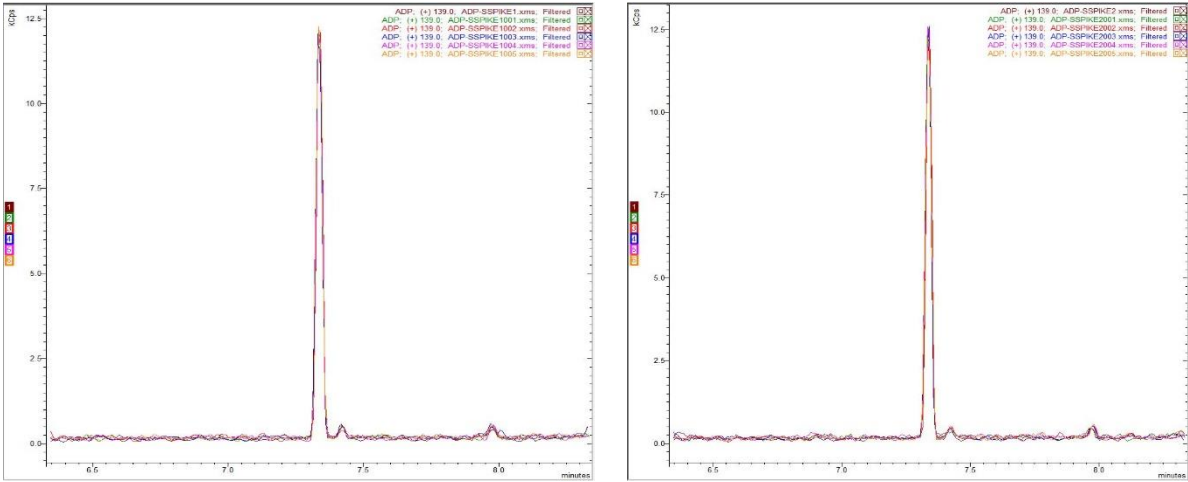 kCps
ADP; (+) 139.0; ADP-SSPIKE1.xms; Filtered
ADP; (+) 139.0; ADP-SSPIKE1001.xms; Filtered
ADP; (+) 139.0; ADP-SSPIKE1002.xms; Filtered
ADP; (+) 139.0; ADP-SSPIKE1003.xms; Filtered
ADP; (+) 139.0; ADP-SSPIKE1004.xms; Filtered
ADP; (+) 139.0; ADP-SSPIKE1005.xms; Filtered
12.5
10.0
7.5
5.0
2.5
0.0
1
6.5 7.0 7.5 8.0
minutes
kCps
ADP; (+) 139.0; ADP-SSPIKE2.xms; Filtered
ADP; (+) 139.0; ADP-SSPIKE2001.xms; Filtered
ADP; (+) 139.0; ADP-SSPIKE2002.xms; Filtered
ADP; (+) 139.0; ADP-SSPIKE2003.xms; Filtered
ADP; (+) 139.0; ADP-SSPIKE2004.xms; Filtered
ADP; (+) 139.0; ADP-SSPIKE2005.xms; Filtered
12.5
10.0
7.5
5.0
2.5
0.0
1
6.5 7.0 7.5 8.0
minutes